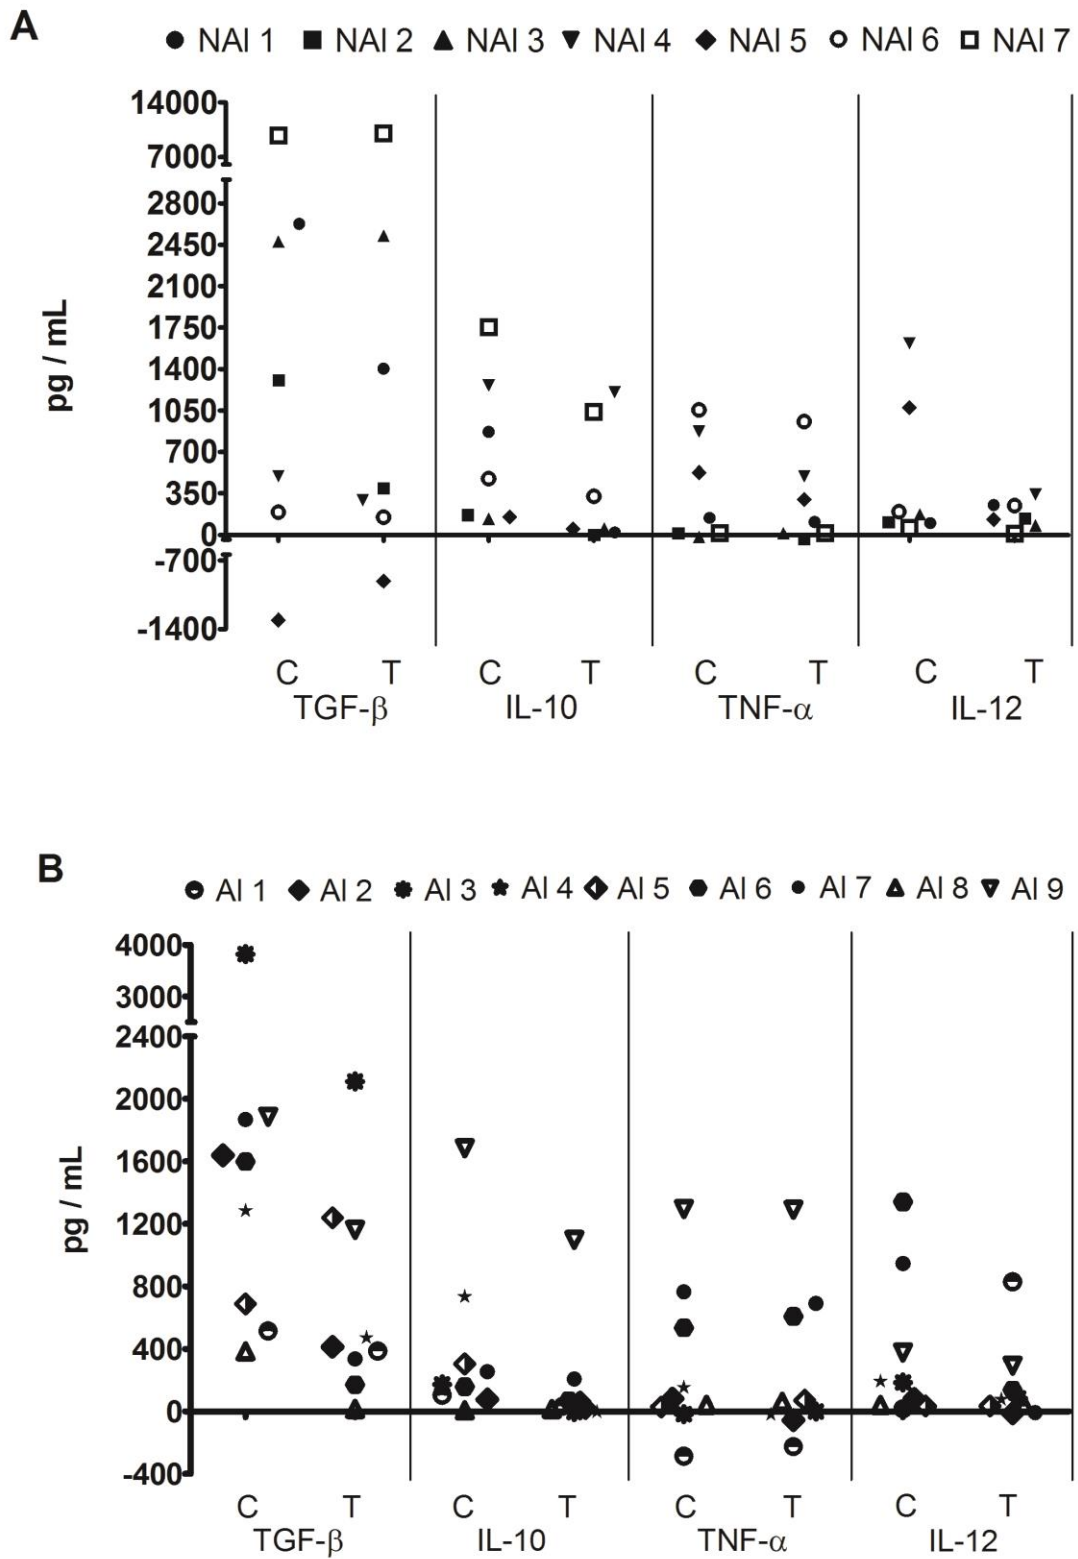 A
NAI 1 NAI 2 NAI 3 NAI 4 NAI 5 NAI 6 NAI 7
14000
7000
2800
2450
2100
1750
1400
1050
700
350
0
-700
-1400
pg / mL
C T C T C T C T
TGF-β IL-10 TNF-α IL-12
B
AI 1 AI 2 AI 3 AI 4 AI 5 AI 6 AI 7 AI 8 AI 9
4000
3000
2400
2000
1600
1200
800
400
0
-400
pg / mL
C T C T C T C T
TGF-β IL-10 TNF-α IL-12